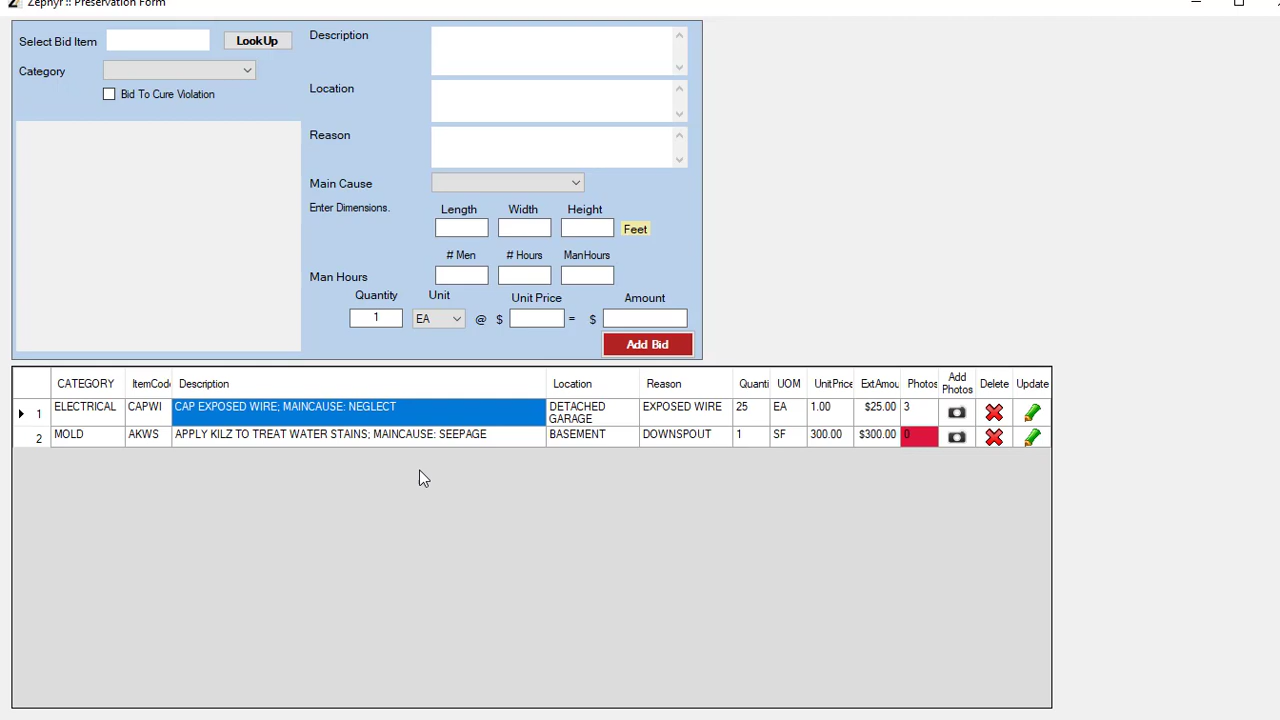 Zephyr :: Preservation Form
Select Bid Item
LookUp
Category
Bid To Cure Violation
Description
Location
Reason
Main Cause
Enter Dimensions.
Length Width Height
Feet
# Men # Hours ManHours
Man Hours
Quantity Unit Unit Price Amount
1 EA @ $ = $
Add Bid
CATEGORY ItemCode Description Location Reason Quanti UOM UnitPrice ExtAmou Photos Add Photos Delete Update
1 ELECTRICAL CAPWI CAP EXPOSED WIRE; MAINCAUSE: NEGLECT DETACHED GARAGE EXPOSED WIRE 25 EA 1.00 $25.00 3
2 MOLD AKWS APPLY KILZ TO TREAT WATER STAINS; MAINCAUSE: SEEPAGE BASEMENT DOWNSPOUT 1 SF 300.00 $300.00 0